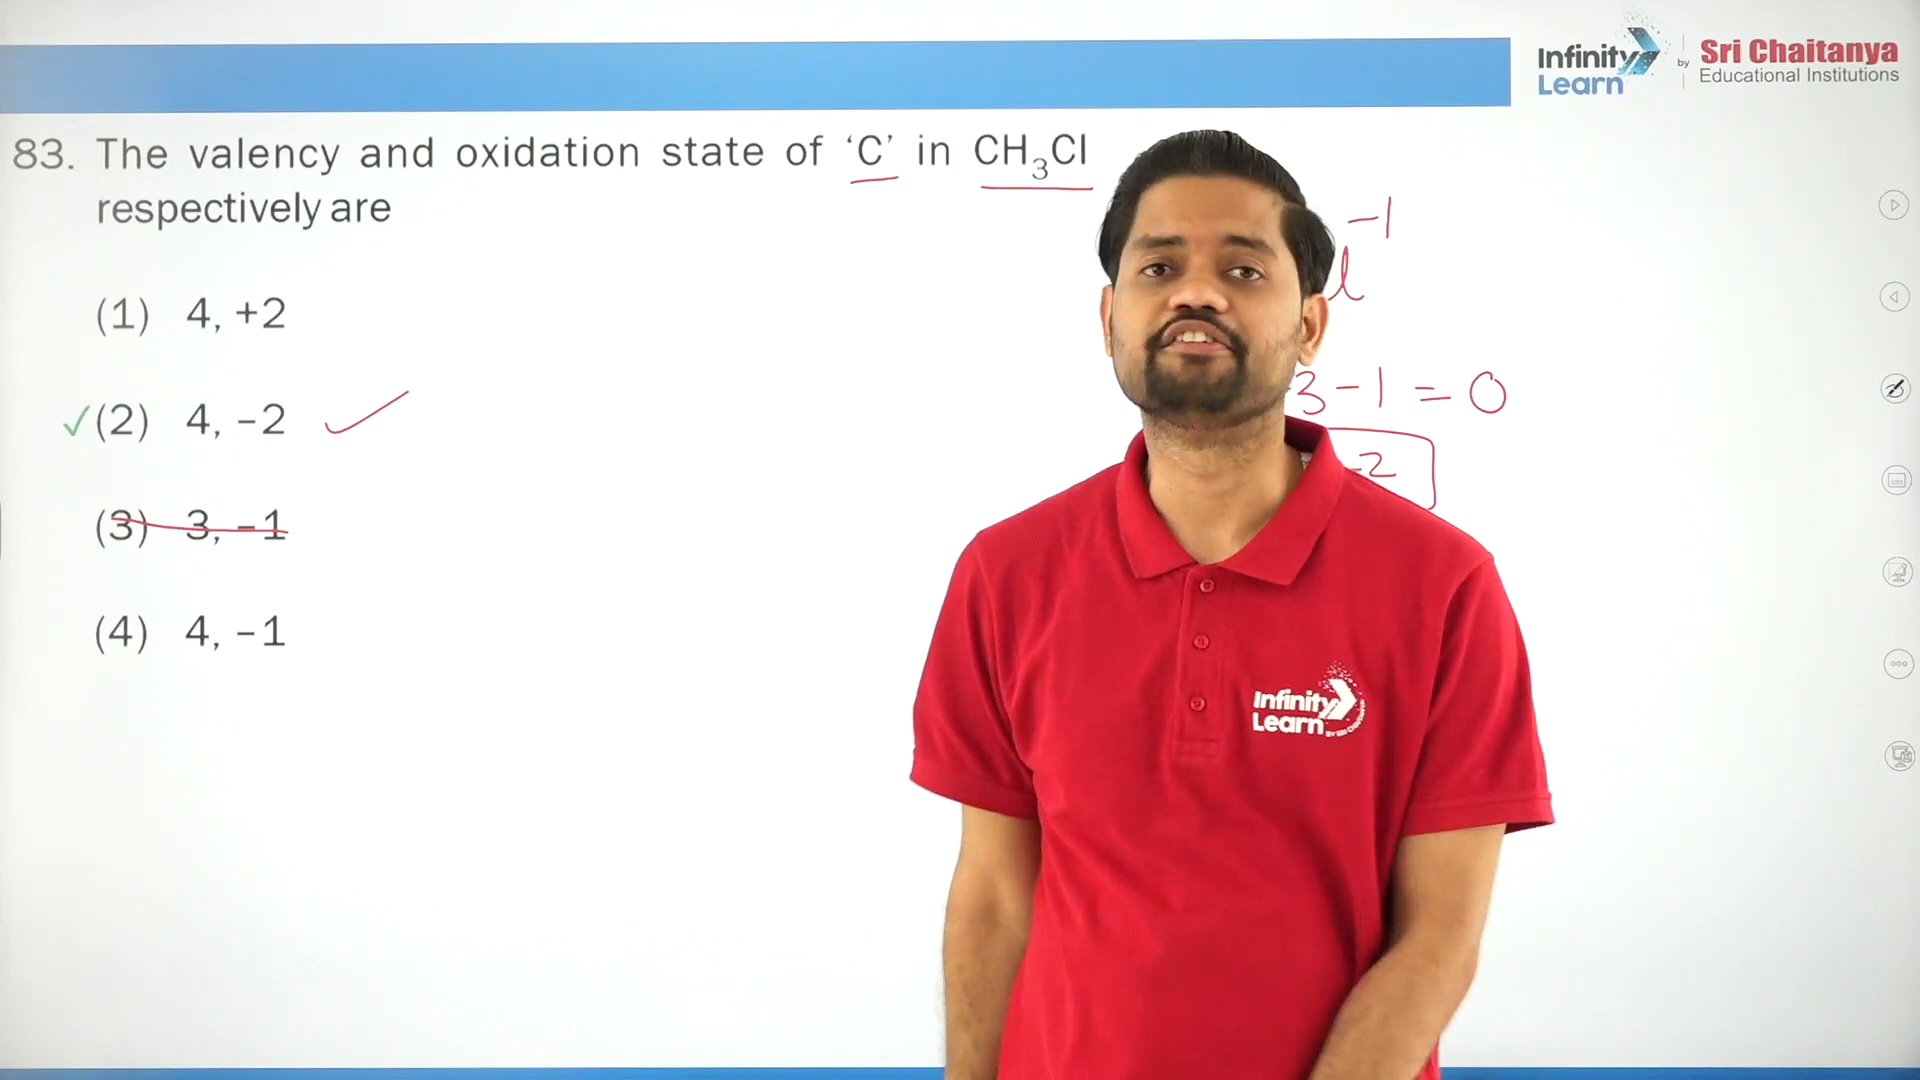 Infinity Learn by Sri Chaitanya Educational Institutions
83. The valency and oxidation state of ‘C’ in CH₃Cl
respectively are
(1) 4, +2
(2) 4, −2
(3) 3, −1
(4) 4, −1
−1
l
3 − 1 = 0
−2
Infinity
Learn